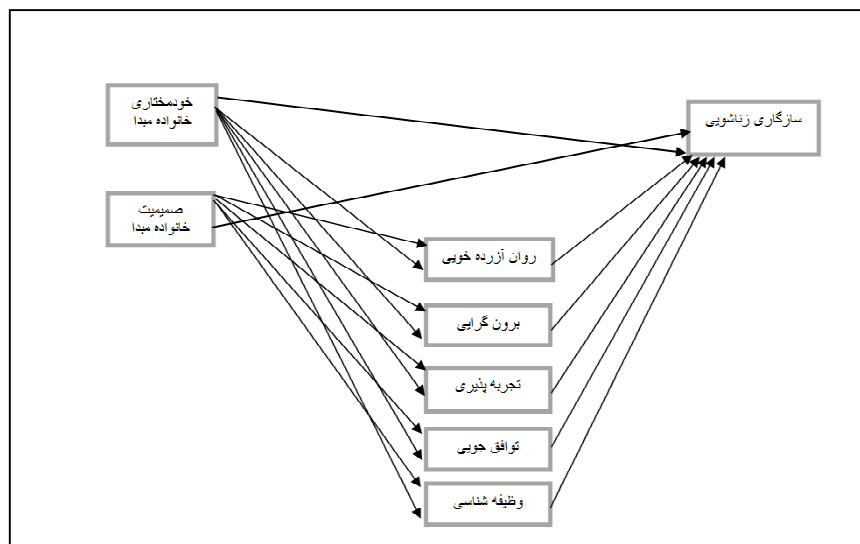 خودمختاری
خانواده مبدا
سازگاری زناشویی
صمیمیت
خانواده مبدا
روان آزرده خویی
برون گرایی
تجربه پذیری
توافق جویی
وظیفه شناسی